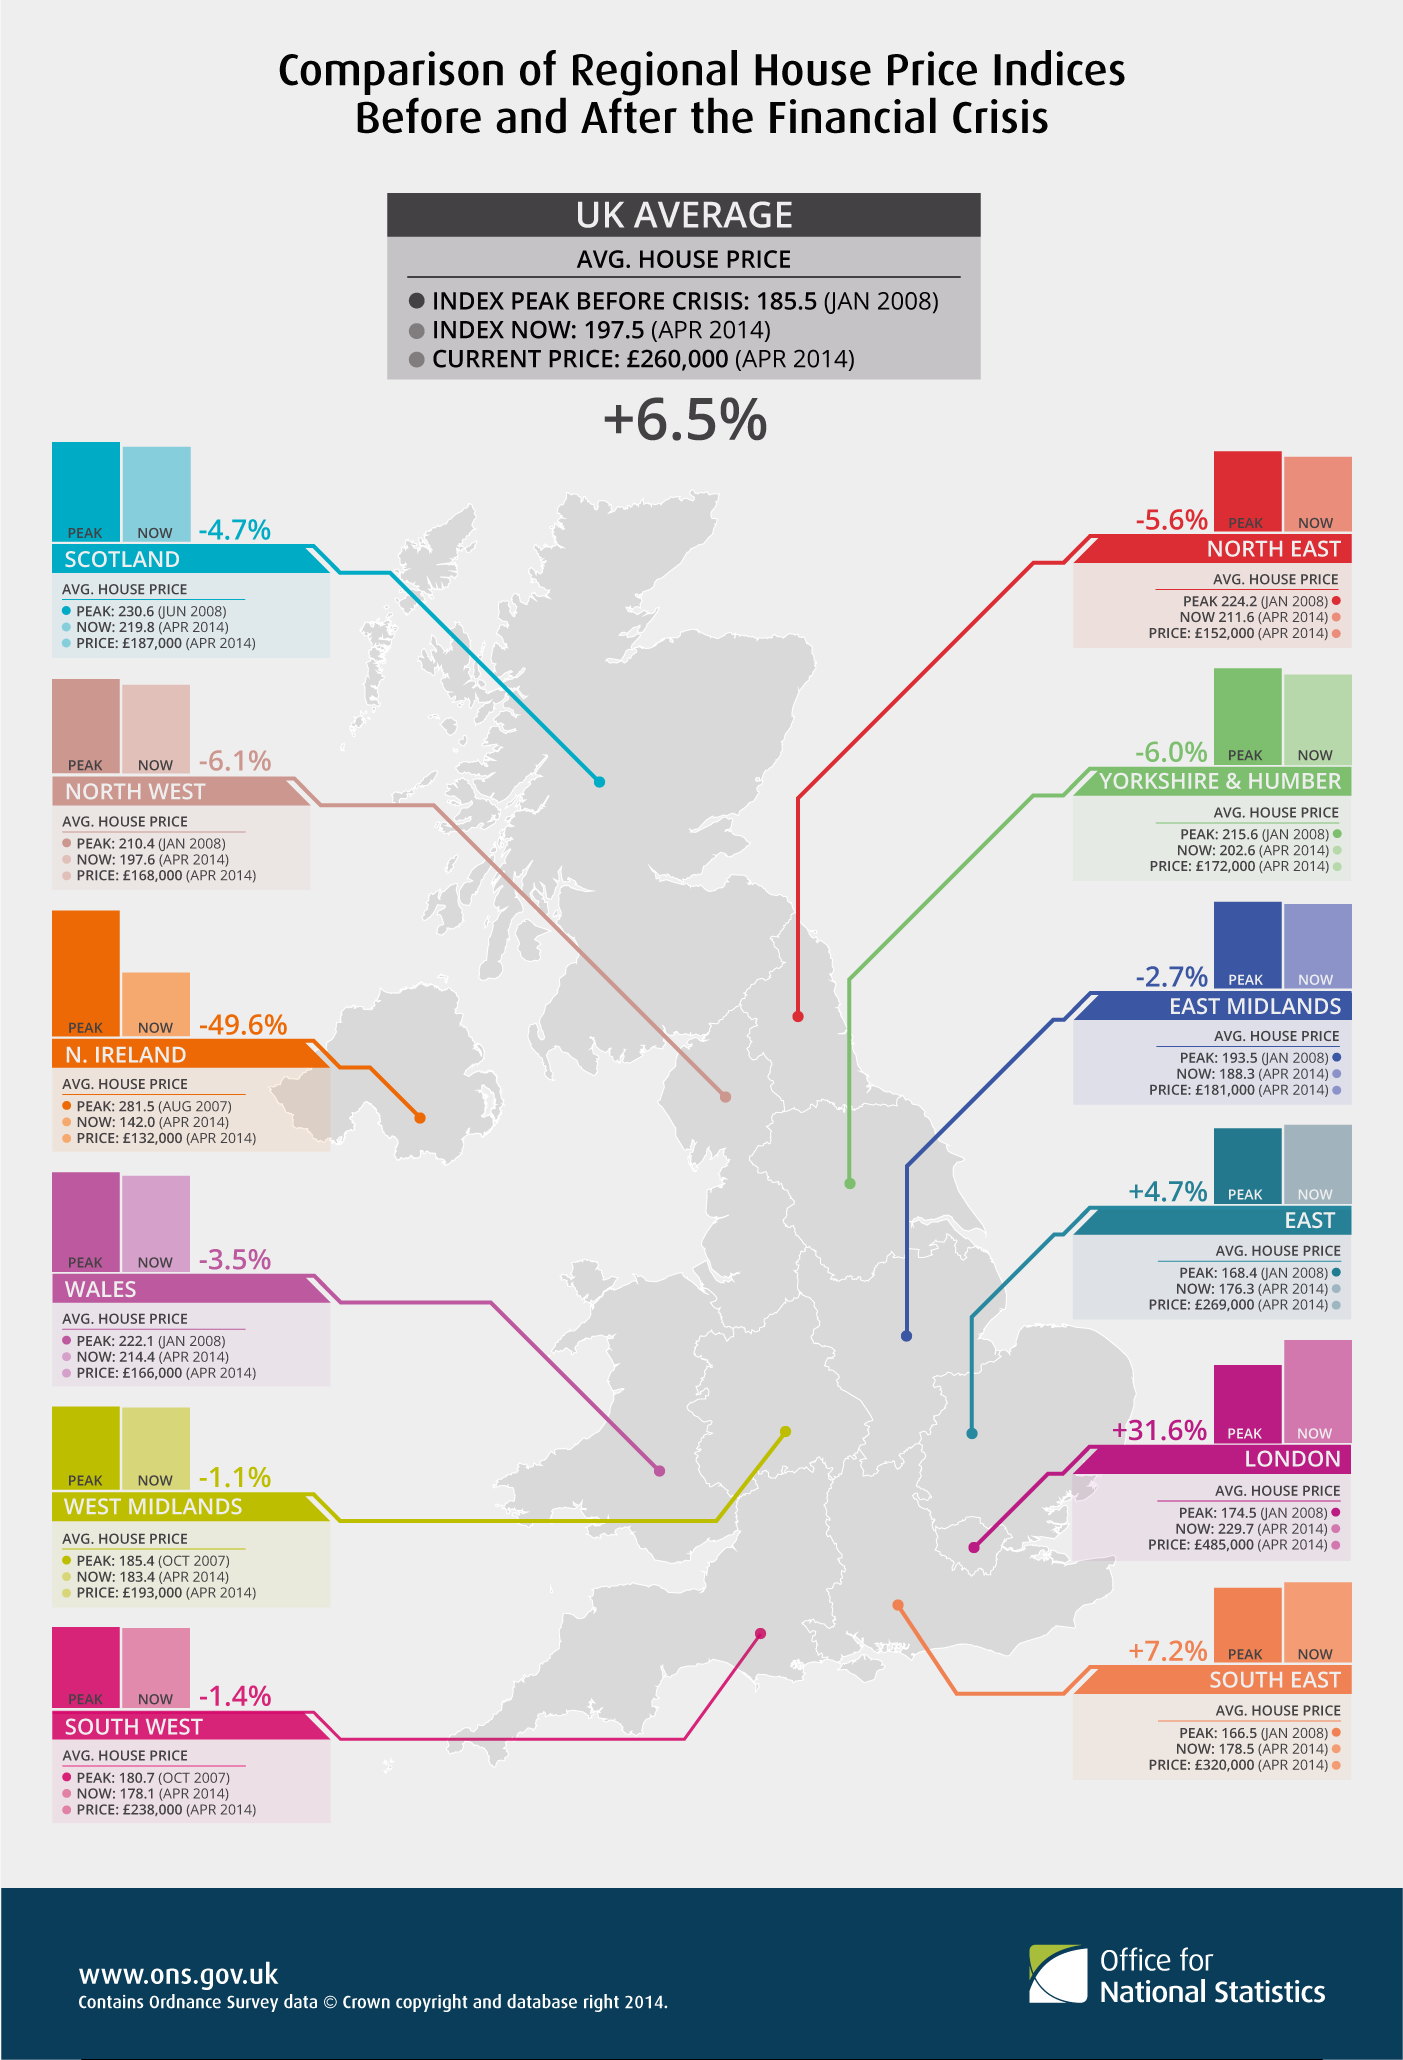 Comparison of Regional House Price Indices
Before and After the Financial Crisis
UK AVERAGE
AVG. HOUSE PRICE
INDEX PEAK BEFORE CRISIS: 185.5 (JAN 2008)
INDEX NOW: 197.5 (APR 2014)
CURRENT PRICE: £260,000 (APR 2014)
+6.5%
PEAK NOW -4.7%
SCOTLAND
AVG. HOUSE PRICE
PEAK: 230.6 (JUN 2008)
NOW: 219.8 (APR 2014)
PRICE: £187,000 (APR 2014)
PEAK NOW -6.1%
NORTH WEST
AVG. HOUSE PRICE
PEAK: 210.4 (JAN 2008)
NOW: 197.6 (APR 2014)
PRICE: £168,000 (APR 2014)
PEAK NOW -49.6%
N. IRELAND
AVG. HOUSE PRICE
PEAK: 281.5 (AUG 2007)
NOW: 142.0 (APR 2014)
PRICE: £132,000 (APR 2014)
PEAK NOW -3.5%
WALES
AVG. HOUSE PRICE
PEAK: 222.1 (JAN 2008)
NOW: 214.4 (APR 2014)
PRICE: £166,000 (APR 2014)
PEAK NOW -1.1%
WEST MIDLANDS
AVG. HOUSE PRICE
PEAK: 185.4 (OCT 2007)
NOW: 183.4 (APR 2014)
PRICE: £193,000 (APR 2014)
PEAK NOW -1.4%
SOUTH WEST
AVG. HOUSE PRICE
PEAK: 180.7 (OCT 2007)
NOW: 178.1 (APR 2014)
PRICE: £238,000 (APR 2014)
-5.6% PEAK NOW
NORTH EAST
AVG. HOUSE PRICE
PEAK 224.2 (JAN 2008)
NOW 211.6 (APR 2014)
PRICE: £152,000 (APR 2014)
-6.0% PEAK NOW
YORKSHIRE & HUMBER
AVG. HOUSE PRICE
PEAK: 215.6 (JAN 2008)
NOW: 202.6 (APR 2014)
PRICE: £172,000 (APR 2014)
-2.7% PEAK NOW
EAST MIDLANDS
AVG. HOUSE PRICE
PEAK: 193.5 (JAN 2008)
NOW: 188.3 (APR 2014)
PRICE: £181,000 (APR 2014)
+4.7% PEAK NOW
EAST
AVG. HOUSE PRICE
PEAK: 168.4 (JAN 2008)
NOW: 176.3 (APR 2014)
PRICE: £269,000 (APR 2014)
+31.6% PEAK NOW
LONDON
AVG. HOUSE PRICE
PEAK: 174.5 (JAN 2008)
NOW: 229.7 (APR 2014)
PRICE: £485,000 (APR 2014)
+7.2% PEAK NOW
SOUTH EAST
AVG. HOUSE PRICE
PEAK: 166.5 (JAN 2008)
NOW: 178.5 (APR 2014)
PRICE: £320,000 (APR 2014)
www.ons.gov.uk
Contains Ordnance Survey data © Crown copyright and database right 2014.
Office for
National Statistics